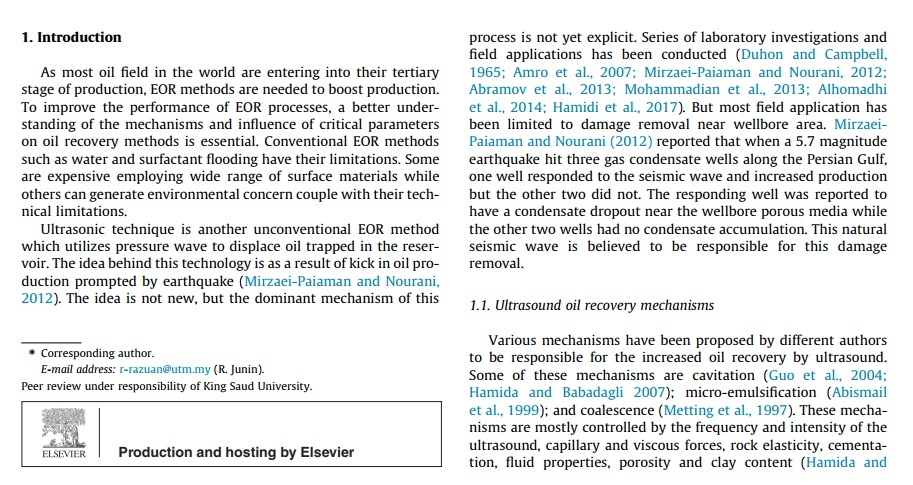 1. Introduction
As most oil field in the world are entering into their tertiary
stage of production, EOR methods are needed to boost production.
To improve the performance of EOR processes, a better under-
standing of the mechanisms and influence of critical parameters
on oil recovery methods is essential. Conventional EOR methods
such as water and surfactant flooding have their limitations. Some
are expensive employing wide range of surface materials while
others can generate environmental concern couple with their tech-
nical limitations.
Ultrasonic technique is another unconventional EOR method
which utilizes pressure wave to displace oil trapped in the reser-
voir. The idea behind this technology is as a result of kick in oil pro-
duction prompted by earthquake (Mirzaei-Paiaman and Nourani,
2012). The idea is not new, but the dominant mechanism of this
* Corresponding author.
E-mail address: r-razuan@utm.my (R. Junin).
Peer review under responsibility of King Saud University.
ELSEVIER
Production and hosting by Elsevier
process is not yet explicit. Series of laboratory investigations and
field applications has been conducted (Duhon and Campbell,
1965; Amro et al., 2007; Mirzaei-Paiaman and Nourani, 2012;
Abramov et al., 2013; Mohammadian et al., 2013; Alhomadhi
et al., 2014; Hamidi et al., 2017). But most field application has
been limited to damage removal near wellbore area. Mirzaei-
Paiaman and Nourani (2012) reported that when a 5.7 magnitude
earthquake hit three gas condensate wells along the Persian Gulf,
one well responded to the seismic wave and increased production
but the other two did not. The responding well was reported to
have a condensate dropout near the wellbore porous media while
the other two wells had no condensate accumulation. This natural
seismic wave is believed to be responsible for this damage
removal.
1.1. Ultrasound oil recovery mechanisms
Various mechanisms have been proposed by different authors
to be responsible for the increased oil recovery by ultrasound.
Some of these mechanisms are cavitation (Guo et al., 2004;
Hamida and Babadagli 2007); micro-emulsification (Abismail
et al., 1999); and coalescence (Metting et al., 1997). These mecha-
nisms are mostly controlled by the frequency and intensity of the
ultrasound, capillary and viscous forces, rock elasticity, cementa-
tion, fluid properties, porosity and clay content (Hamida and